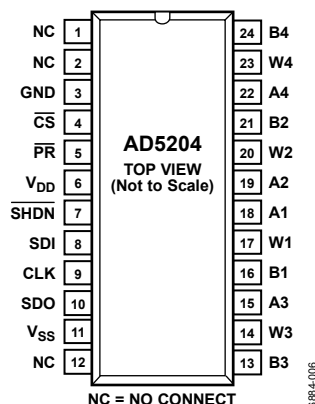 NC 1
NC 2
GND 3
CS 4
PR 5
VDD 6
SHDN 7
SDI 8
CLK 9
SDO 10
VSS 11
NC 12
AD5204
TOP VIEW
(Not to Scale)
24 B4
23 W4
22 A4
21 B2
20 W2
19 A2
18 A1
17 W1
16 B1
15 A3
14 W3
13 B3
NC = NO CONNECT